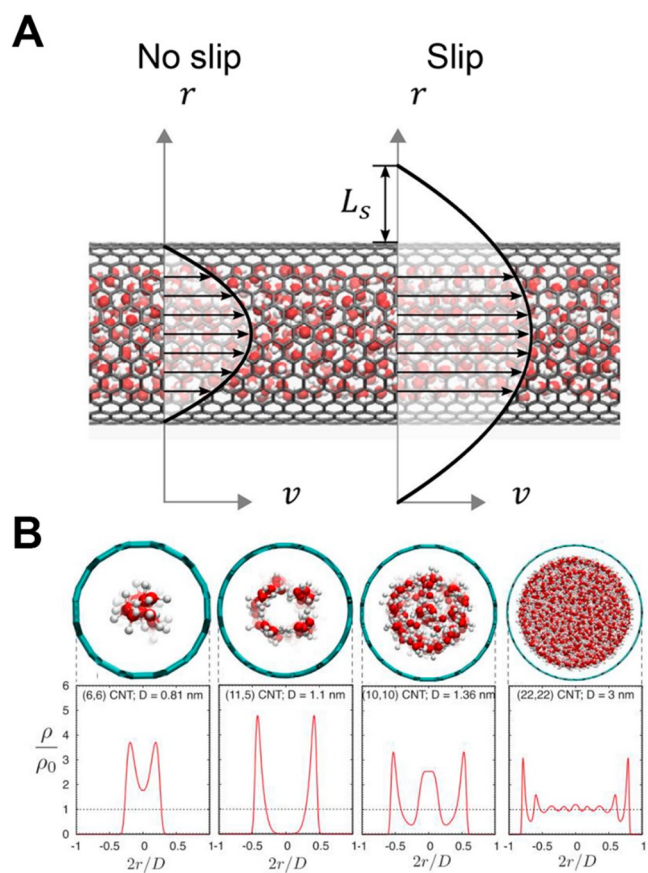 A
No slip
Slip
r
r
L_s
v
v
B
(6,6) CNT; D = 0.81 nm
(11,5) CNT; D = 1.1 nm
(10,10) CNT; D = 1.36 nm
(22,22) CNT; D = 3 nm
ρ/ρ₀
6
5
4
3
2
1
0
-1 -0.5 0 0.5 1
-1 -0.5 0 0.5 1
-1 -0.5 0 0.5 1
-1 -0.5 0 0.5 1
2r/D
2r/D
2r/D
2r/D